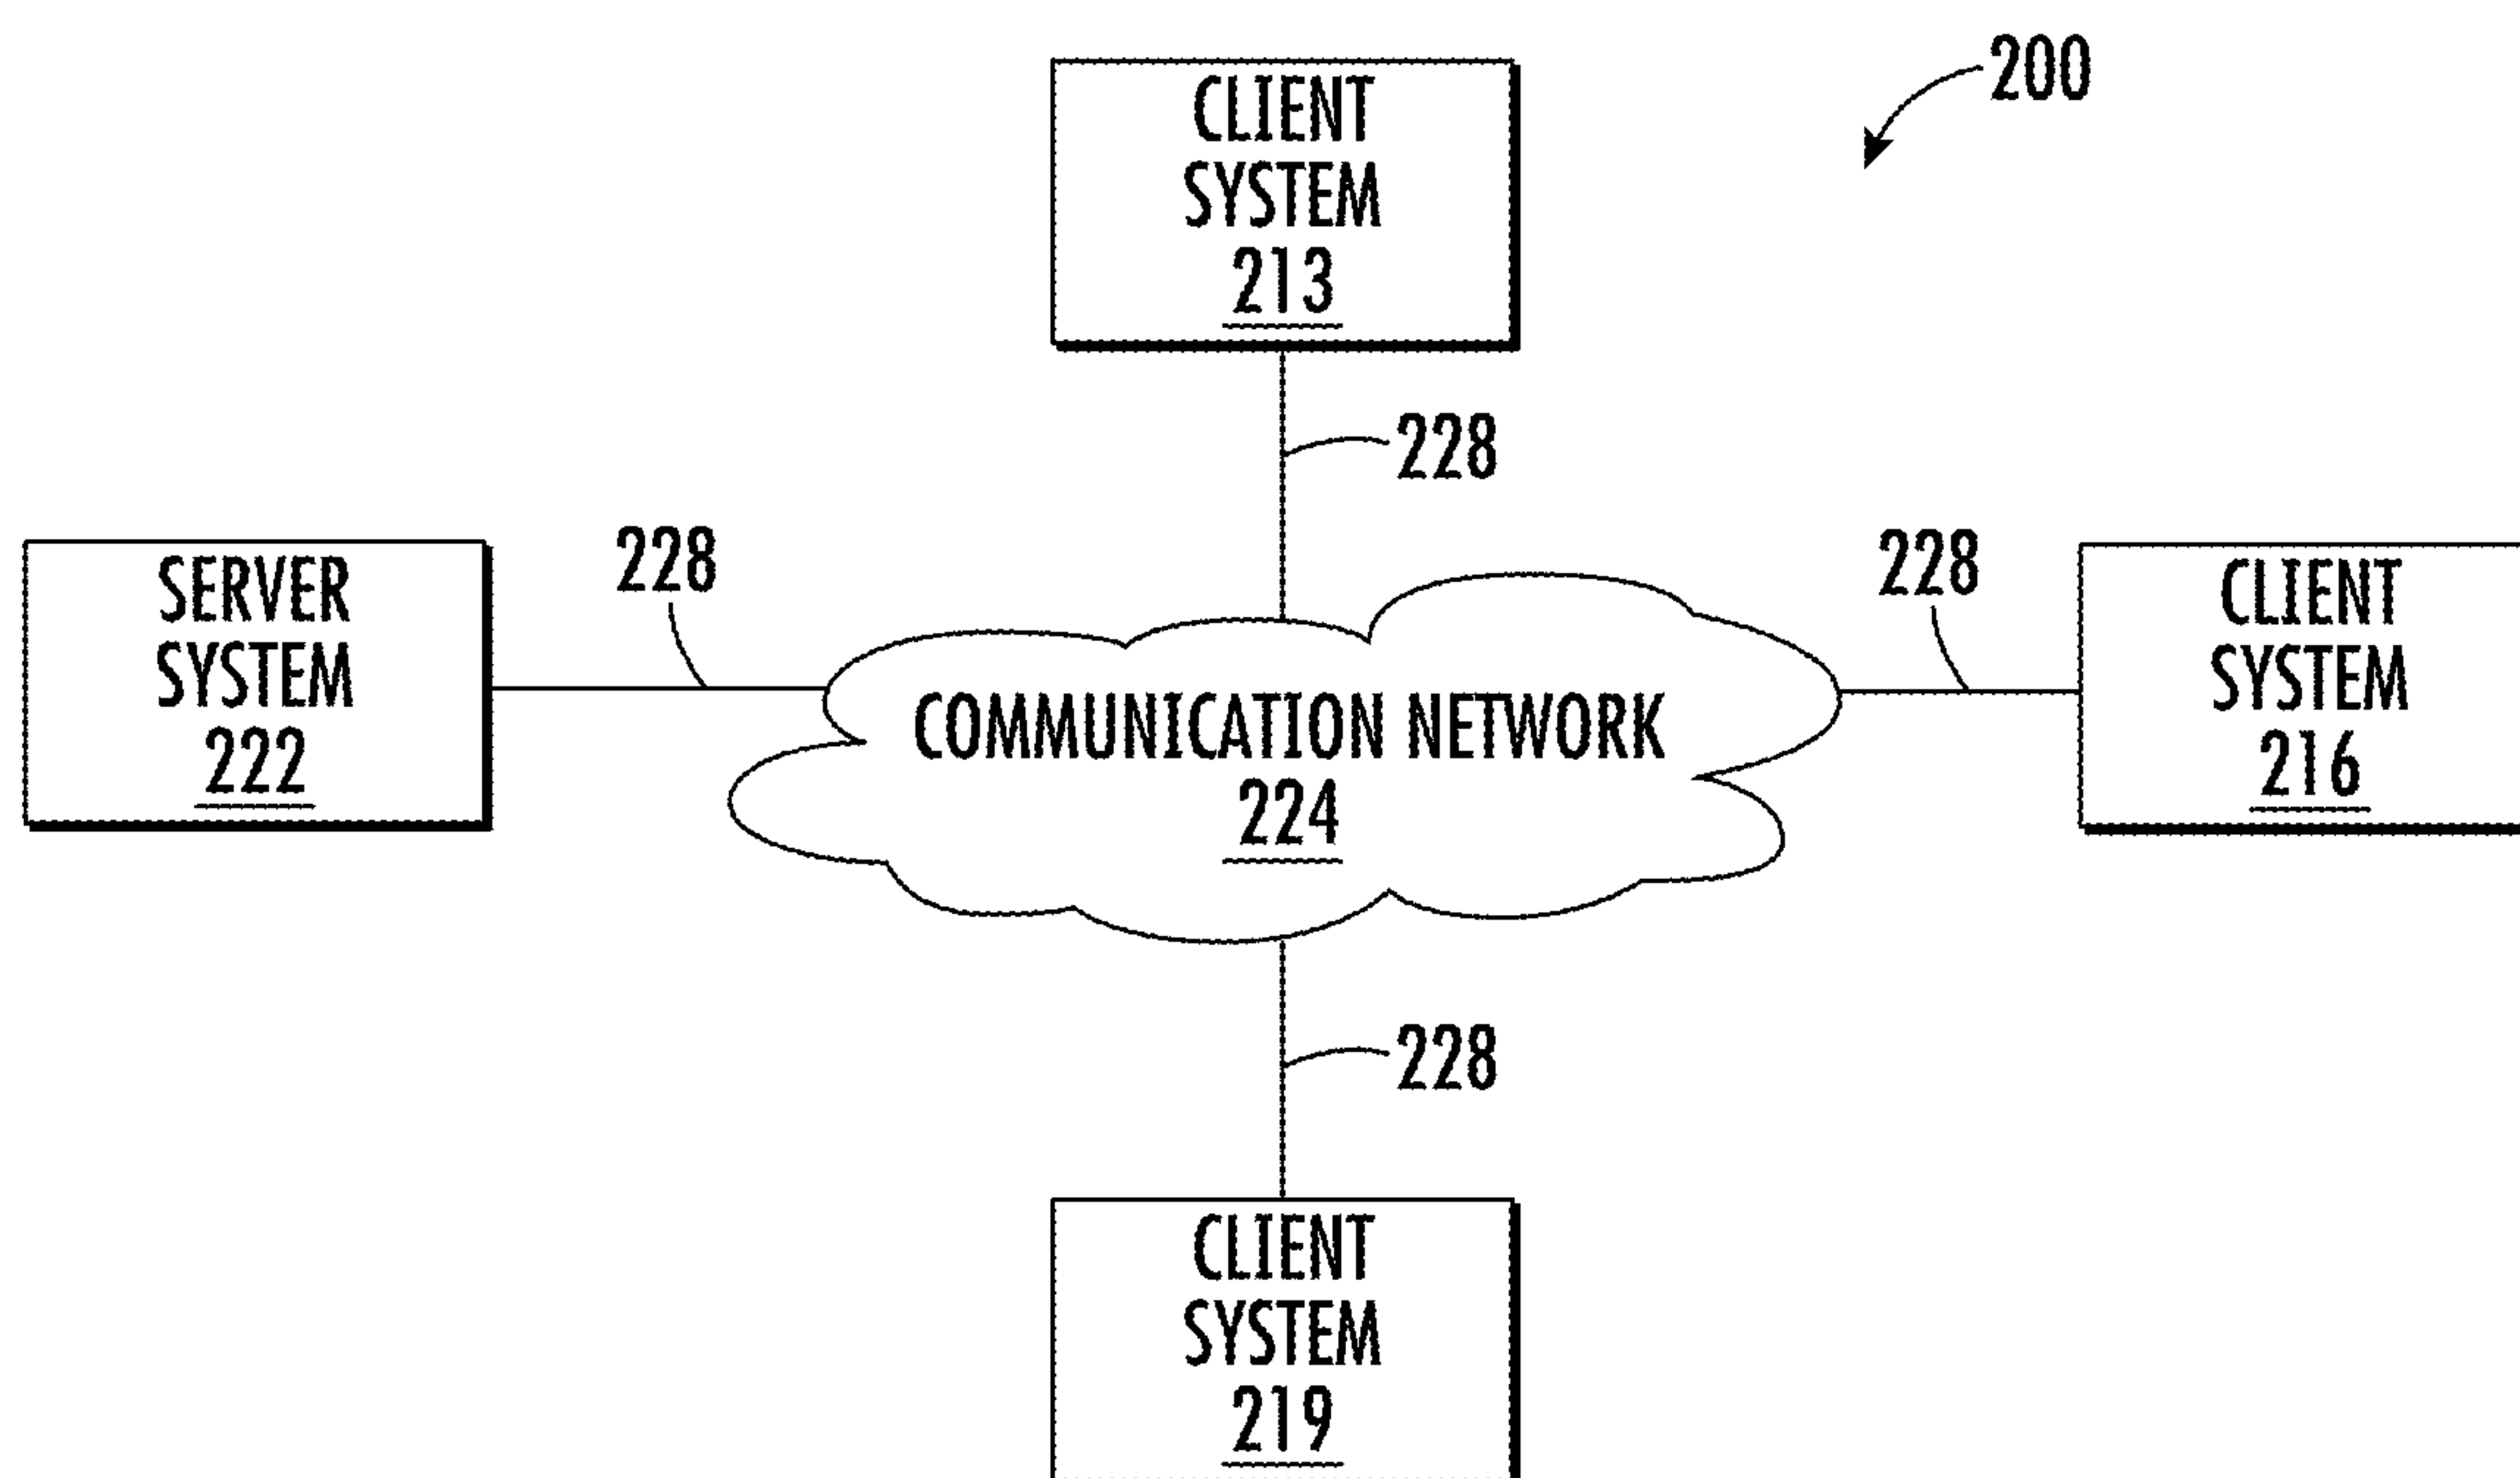 200
CLIENT
SYSTEM
213
228
228
228
SERVER
SYSTEM
222
CLIENT
SYSTEM
216
COMMUNICATION NETWORK
224
228
CLIENT
SYSTEM
219